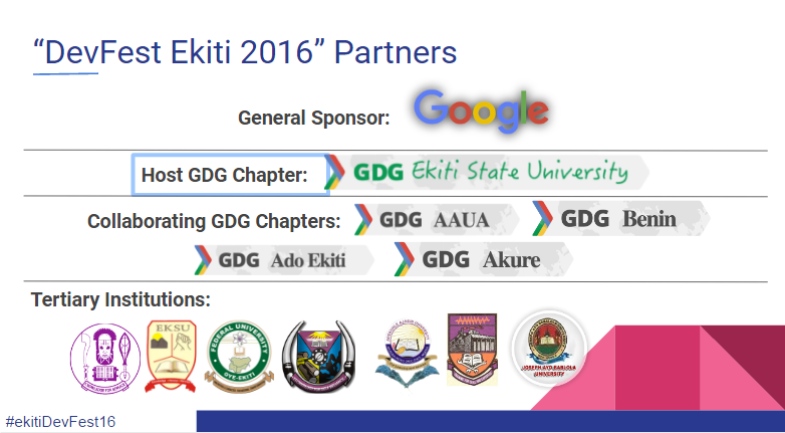 “DevFest Ekiti 2016” Partners
General Sponsor: Google
Host GDG Chapter: GDG Ekiti State University
Collaborating GDG Chapters: GDG AAUA GDG Benin
GDG Ado Ekiti GDG Akure
Tertiary Institutions:
EKSU
FEDERAL UNIVERSITY
OYE-EKITI
JOSEPH AYO BABALOLA
UNIVERSITY
#ekitiDevFest16